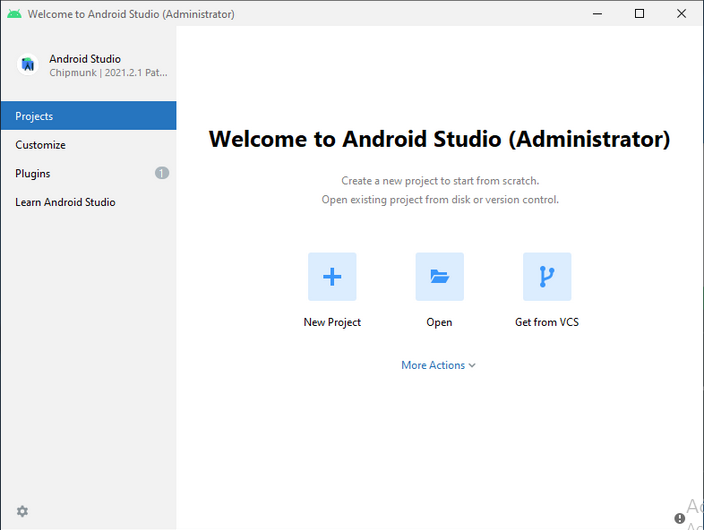 Welcome to Android Studio (Administrator)
Android Studio
Chipmunk | 2021.2.1 Pat...
Projects
Customize
Plugins
1
Learn Android Studio
Welcome to Android Studio (Administrator)
Create a new project to start from scratch.
Open existing project from disk or version control.
New Project
Open
Get from VCS
More Actions